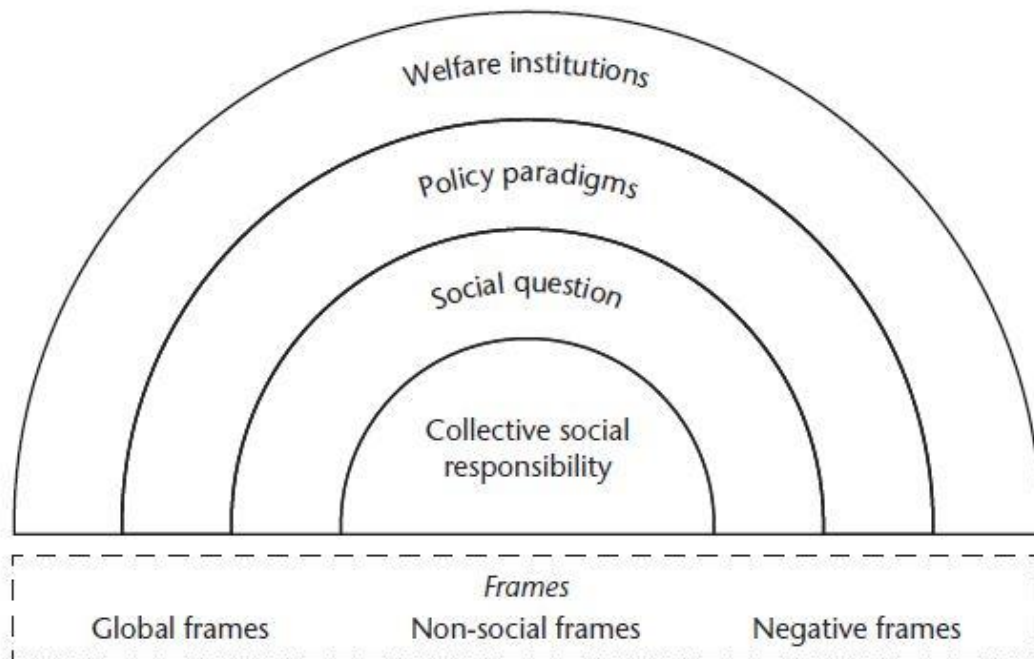 Welfare institutions
Policy paradigms
Social question
Collective social
responsibility
Frames
Global frames Non-social frames Negative frames